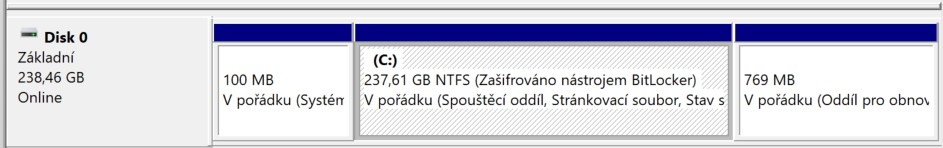 Disk 0
Základní
238,46 GB
Online
100 MB
V pořádku (Systém
(C:)
237,61 GB NTFS (Zašifrováno nástrojem BitLocker)
V pořádku (Spouštěcí oddíl, Stránkovací soubor, Stav s
769 MB
V pořádku (Oddíl pro obnov